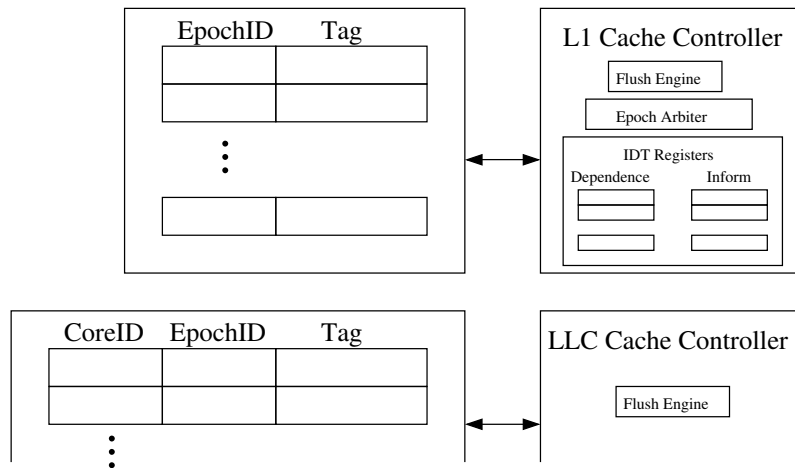 EpochID Tag
L1 Cache Controller
Flush Engine
Epoch Arbiter
IDT Registers
Dependence Inform
CoreID EpochID Tag
LLC Cache Controller
Flush Engine